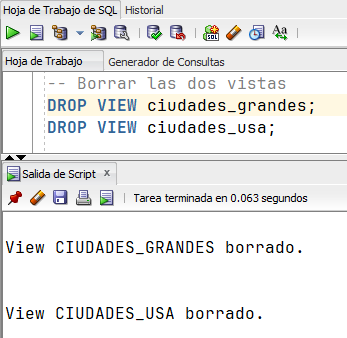 Hoja de Trabajo de SQL Historial
Hoja de Trabajo Generador de Consultas
-- Borrar las dos vistas
DROP VIEW ciudades_grandes;
DROP VIEW ciudades_usa;
Salida de Script x
Tarea terminada en 0.063 segundos
View CIUDADES_GRANDES borrado.
View CIUDADES_USA borrado.